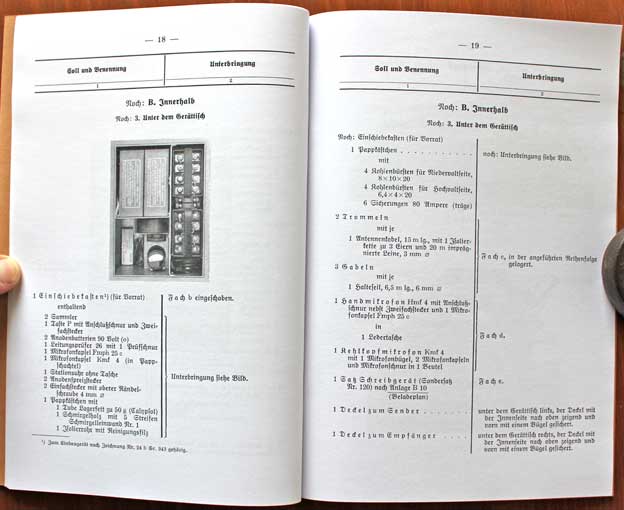 — 18 —
Soll und Benennung
Unterbringung
1
2
Noch: B. Innerhalb
Noch: 3. Unter dem Gerättisch
1 Einschiebekasten¹) (für Vorrat)
Fach b eingeschoben.
enthaltend
2 Sammler
1 Taste P mit Anschlußschnur und Zwei-
fachstecker
2 Anodenbatterien 90 Volt (o)
1 Leitungsprüfer 26 mit 1 Prüfschnur
1 Mikrofonkapsel Fmph 25 c
1 Mikrofonkapsel Kmf 4 (in Papp-
schachtel)
1 Stationsuhr ohne Tasche
2 Anodenpreistecker
2 Einfachstecker mit oberer Rändel-
schraube 4 mm ⌀
1 Pappkästchen mit
1 Tube Lagerfett zu 50 g (Calypsol)
1 Schmirgelholz mit 5 Streifen
Schmirgelleinwand Nr. 1
1 Isolierrohr mit Reinigungsfilz
Unterbringung siehe Bild.
¹) Zum Einbaugerät nach Zeichnung Nr. 24 b Gr. 943 gehörig.
— 19 —
Soll und Benennung
Unterbringung
1
2
Noch: B. Innerhalb
Noch: 3. Unter dem Gerättisch
Noch: Einschiebekasten (für Vorrat)
1 Pappkästchen . . . . . . . . . . .
noch: Unterbringung siehe Bild.
mit
4 Kohlenbürsten für Niedervoltseite,
8×10×20
4 Kohlenbürsten für Hochvoltseite,
6,4×4×20
6 Sicherungen 80 Ampere (träge)
2 Trommeln
mit je
1 Antennenkabel, 15 m lg., mit 1 Isolier-
kette zu 3 Eiern und 20 m impräg-
nierte Leine, 3 mm ⌀
3 Gabeln
mit je
1 Halteseil, 6,5 m lg., 6 mm ⌀
Fach c, in der angeführten Reihenfolge
gelagert.
1 Handmikrofon Hmf 4 mit Anschluß-
schnur nebst Zweifachstecker und 1 Mikro-
fonkapsel Fmph 25 c
in
1 Ledertasche
1 Kehlkopfmikrofon Kmf 4
mit 1 Mikrofonbügel, 2 Mikrofonkapseln
und Mikrofonschnur in 1 Beutel
Fach d.
1 Satz Schreibgerät (Sondersatz
Nr. 120) nach Anlage B 10
(Beladeplan)
Fach e.
1 Deckel zum Sender . . . . . . .
unter dem Gerättisch links, der Deckel mit
der Innenseite nach oben zeigend und
vorn mit einem Bügel gesichert.
1 Deckel zum Empfänger . . . . .
unter dem Gerättisch rechts, der Deckel mit
der Innenseite nach oben zeigend und
vorn mit einem Bügel gesichert.